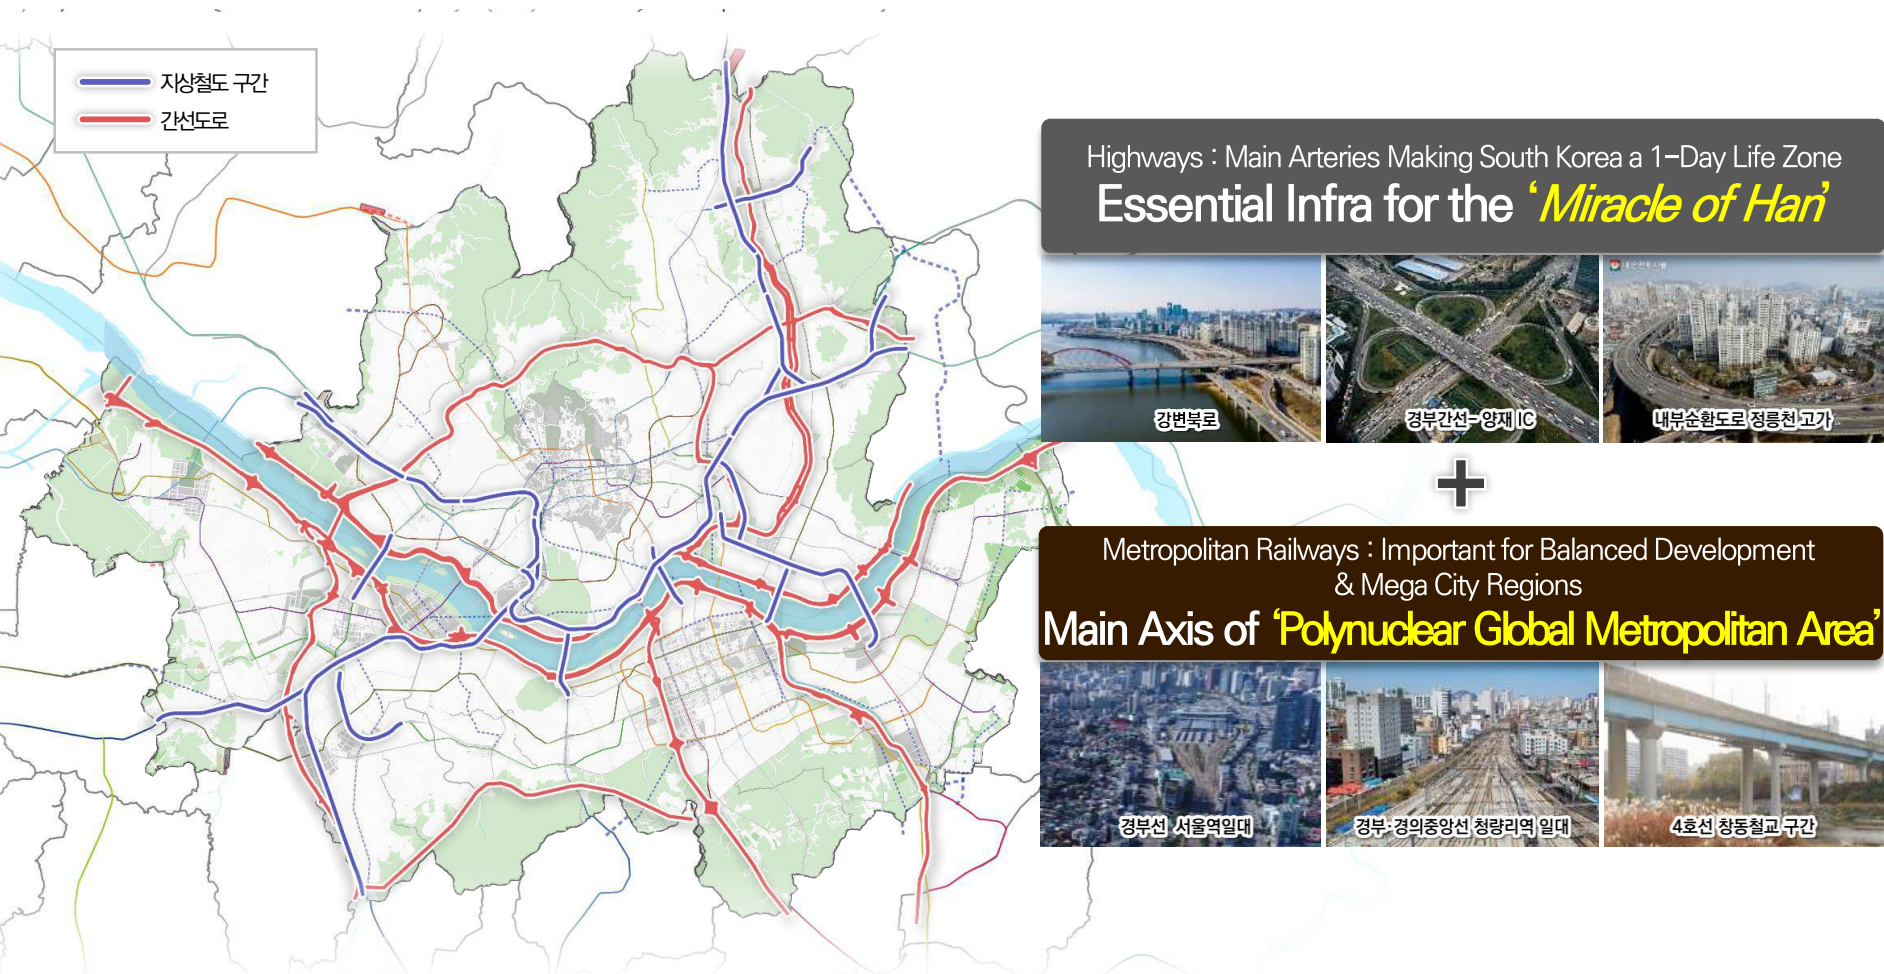 지상철도 구간
간선도로
Highways : Main Arteries Making South Korea a 1-Day Life Zone
Essential Infra for the ‘Miracle of Han’
강변북로
경부간선- 양재 IC
내부순환도로 정릉천 고가
+
Metropolitan Railways : Important for Balanced Development
& Mega City Regions
Main Axis of ‘Polynuclear Global Metropolitan Area’
경부선 서울역일대
경부·경의중앙선 청량리역 일대
4호선 창동철교 구간